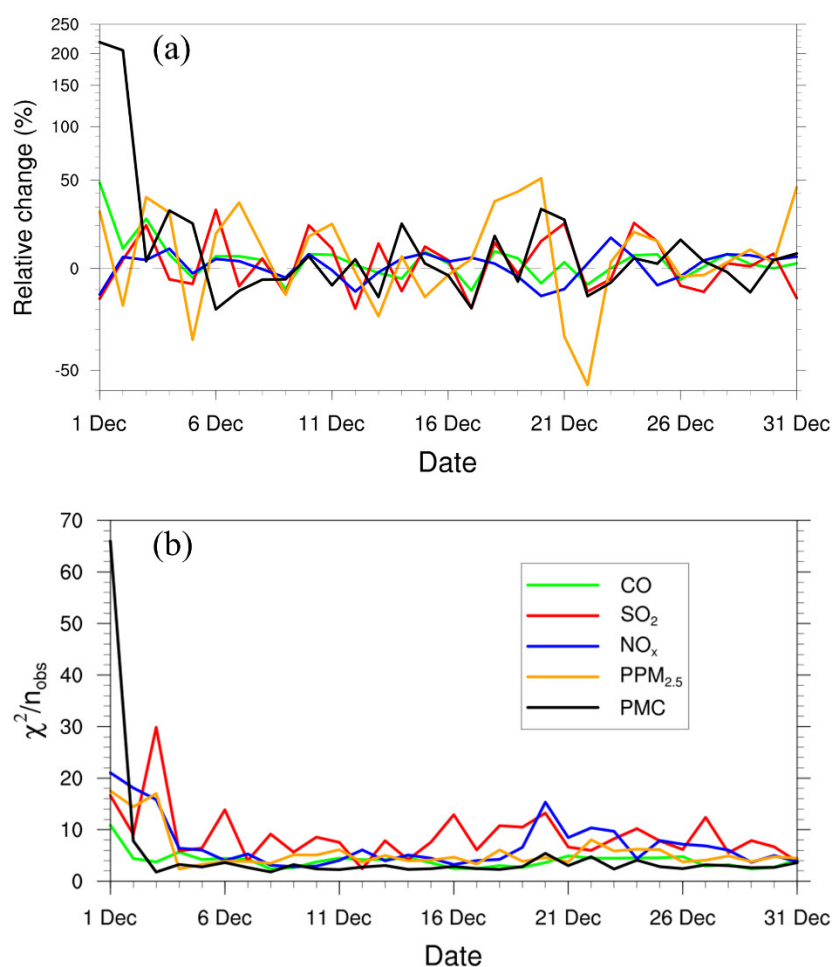 (a)
Relative change (%)
250
200
150
100
50
0
-50
1 Dec 6 Dec 11 Dec 16 Dec 21 Dec 26 Dec 31 Dec
Date
(b)
χ²/n_obs
70
60
50
40
30
20
10
0
CO
SO₂
NOₓ
PPM₂.₅
PMC
1 Dec 6 Dec 11 Dec 16 Dec 21 Dec 26 Dec 31 Dec
Date